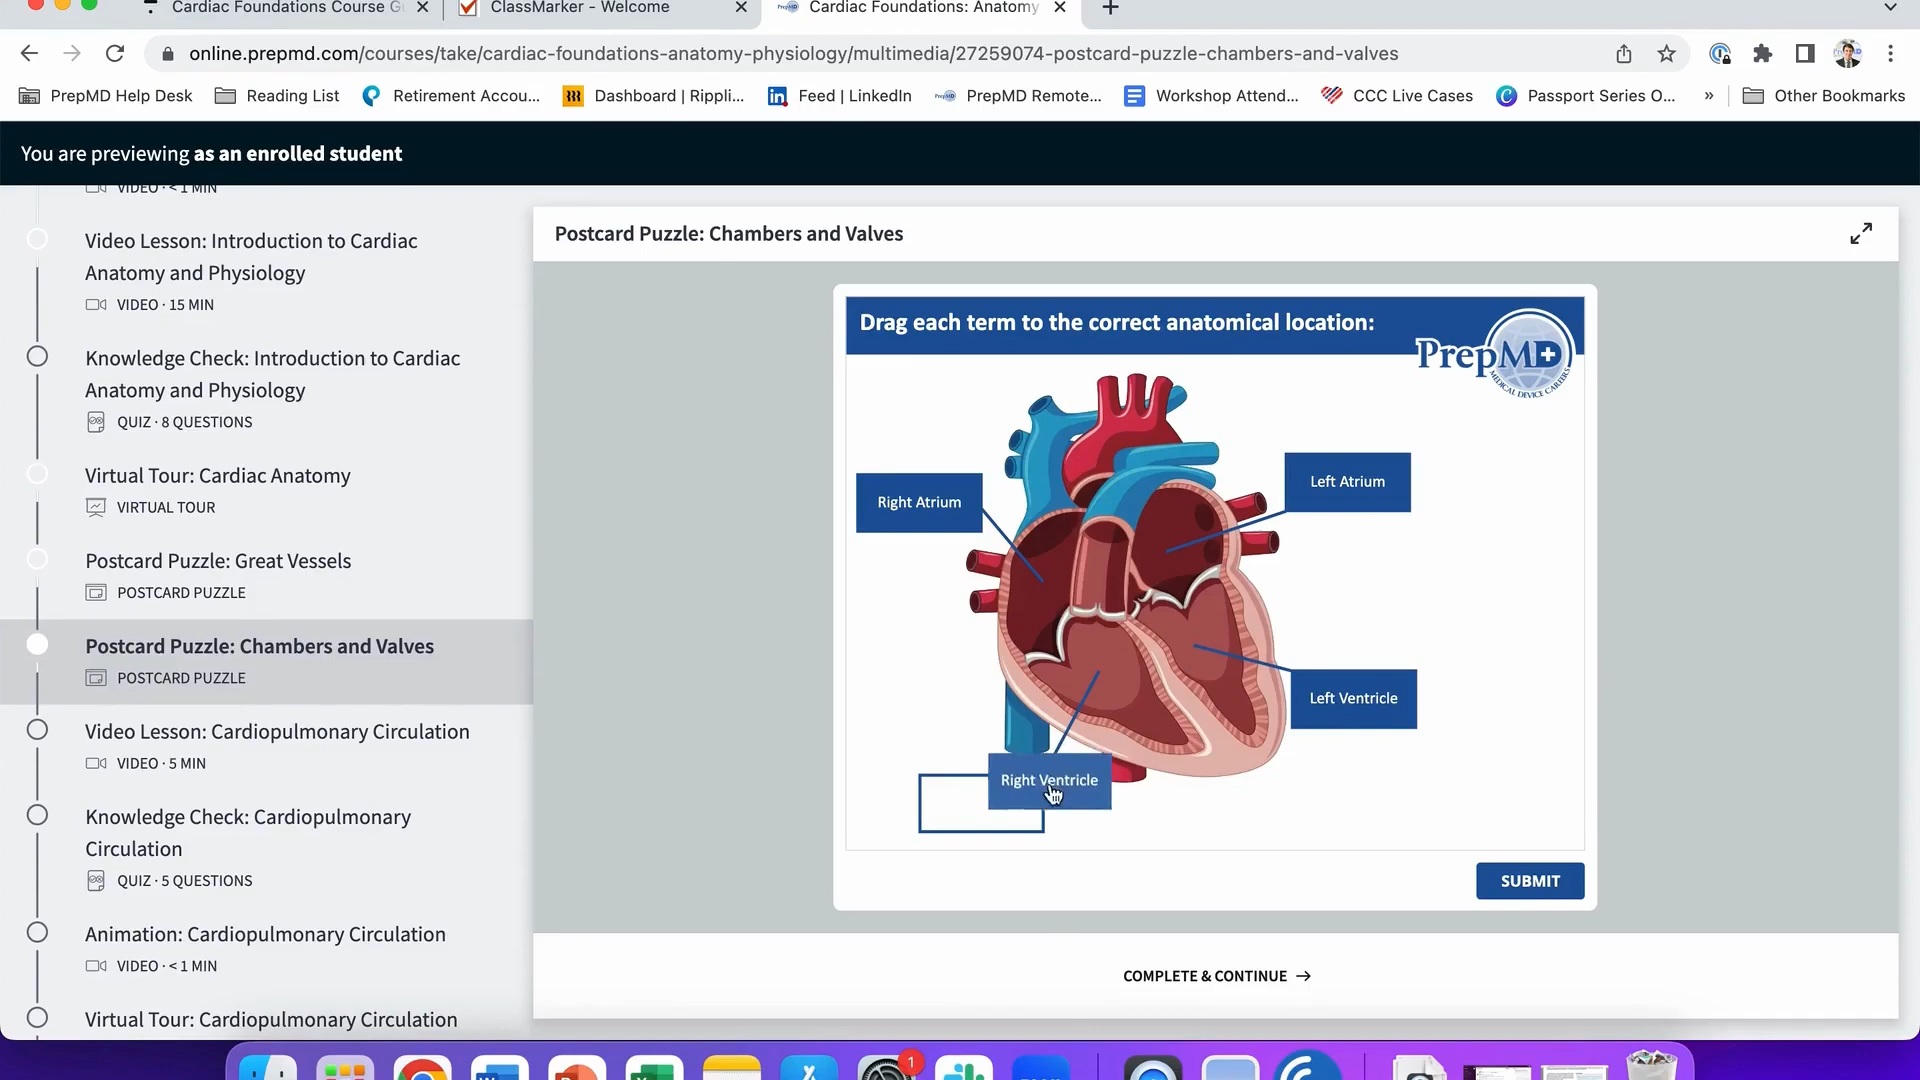 Cardiac Foundations Course G
ClassMarker - Welcome
Cardiac Foundations: Anatomy
online.prepmd.com/courses/take/cardiac-foundations-anatomy-physiology/multimedia/27259074-postcard-puzzle-chambers-and-valves
PrepMD Help Desk
Reading List
Retirement Accou...
Dashboard | Rippli...
Feed | LinkedIn
PrepMD Remote...
Workshop Attend...
CCC Live Cases
Passport Series O...
»
Other Bookmarks
You are previewing as an enrolled student
VIDEO · < 1 MIN
Video Lesson: Introduction to Cardiac
Anatomy and Physiology
VIDEO · 15 MIN
Knowledge Check: Introduction to Cardiac
Anatomy and Physiology
QUIZ · 8 QUESTIONS
Virtual Tour: Cardiac Anatomy
VIRTUAL TOUR
Postcard Puzzle: Great Vessels
POSTCARD PUZZLE
Postcard Puzzle: Chambers and Valves
POSTCARD PUZZLE
Video Lesson: Cardiopulmonary Circulation
VIDEO · 5 MIN
Knowledge Check: Cardiopulmonary
Circulation
QUIZ · 5 QUESTIONS
Animation: Cardiopulmonary Circulation
VIDEO · < 1 MIN
Virtual Tour: Cardiopulmonary Circulation
Postcard Puzzle: Chambers and Valves
Drag each term to the correct anatomical location:
PrepMD
MEDICAL DEVICE CAREERS
Right Atrium
Left Atrium
Left Ventricle
Right Ventricle
SUBMIT
COMPLETE & CONTINUE →
1